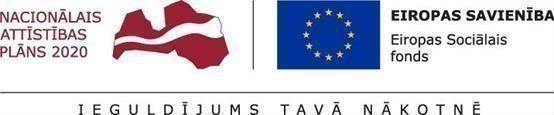 NACIONĀLAIS
ATTĪSTĪBAS
PLĀNS 2020
EIROPAS SAVIENĪBA
Eiropas Sociālais
fonds
IEGULDĪJUMS TAVĀ NĀKOTNĒ